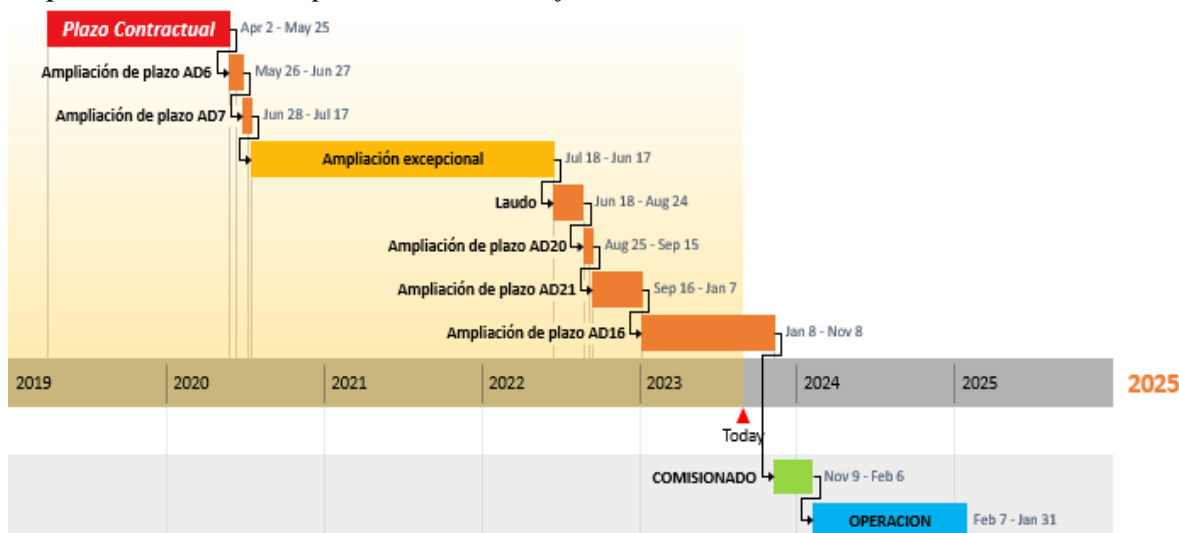 Plazo Contractual Apr 2 - May 25
Ampliación de plazo AD6 May 26 - Jun 27
Ampliación de plazo AD7 Jun 28 - Jul 17
Ampliación excepcional Jul 18 - Jun 17
Laudo Jun 18 - Aug 24
Ampliación de plazo AD20 Aug 25 - Sep 15
Ampliación de plazo AD21 Sep 16 - Jan 7
Ampliación de plazo AD16 Jan 8 - Nov 8
2019 2020 2021 2022 2023 2024 2025 2025
Today
COMISIONADO Nov 9 - Feb 6
OPERACION Feb 7 - Jan 31